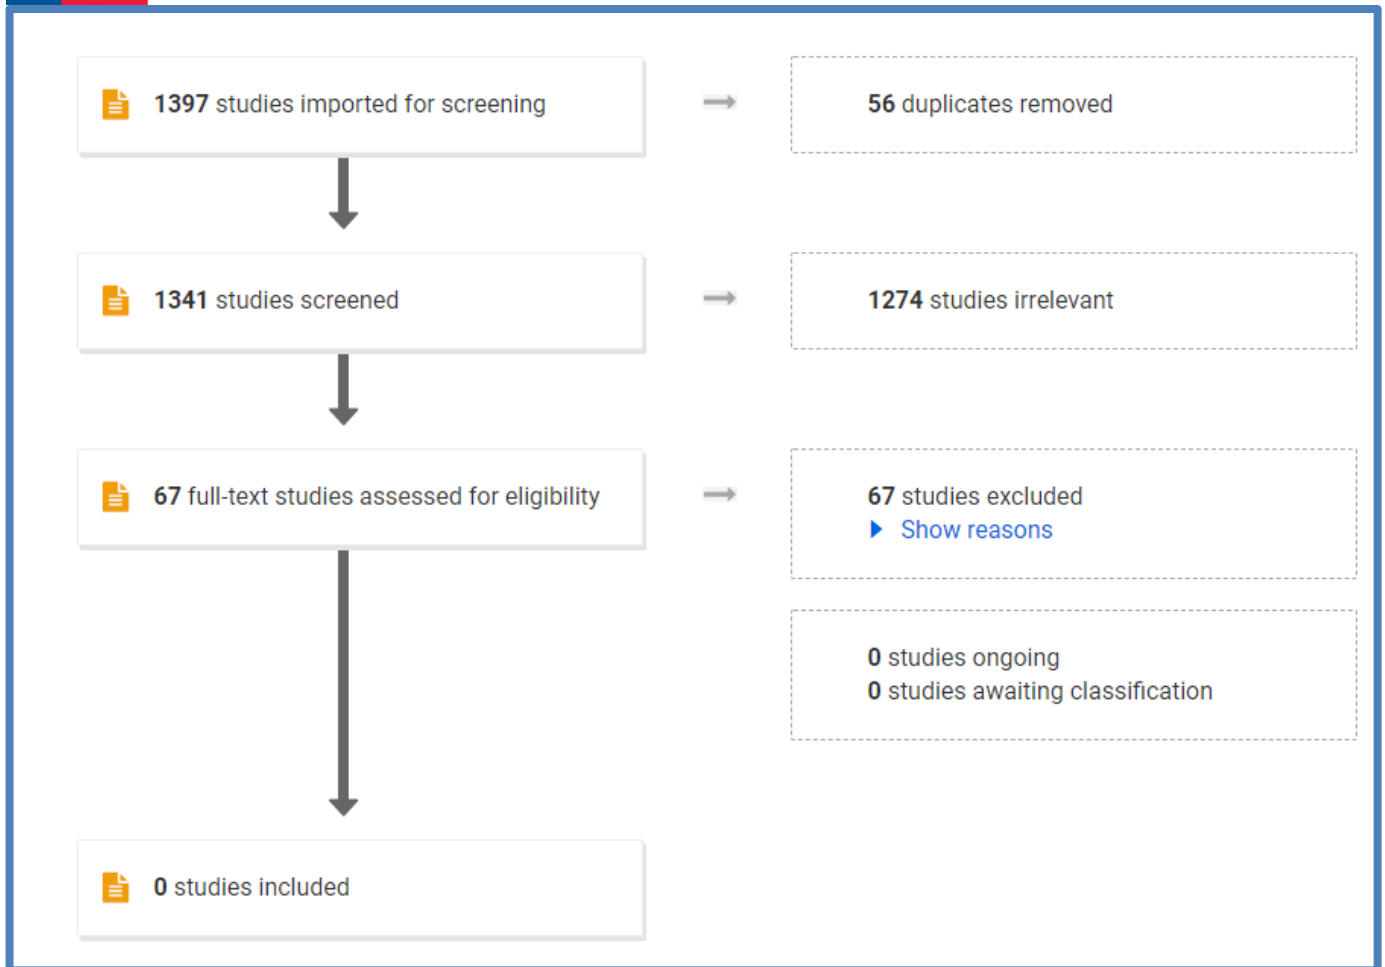 1397 studies imported for screening
56 duplicates removed
1341 studies screened
1274 studies irrelevant
67 full-text studies assessed for eligibility
67 studies excluded
Show reasons
0 studies ongoing
0 studies awaiting classification
0 studies included